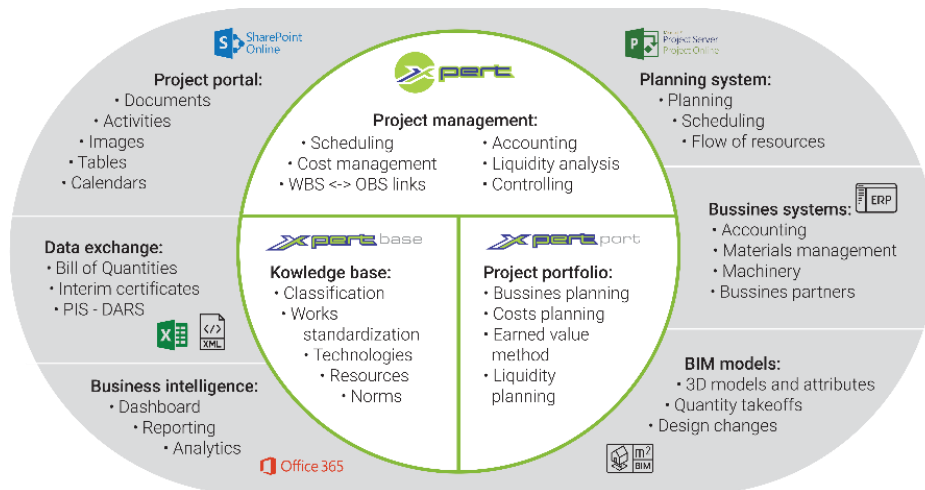 SharePoint
Online
Project portal:
• Documents
• Activities
• Images
• Tables
• Calendars
Data exchange:
• Bill of Quantities
• Interim certificates
• PIS - DARS
X
</>
XML
Business intelligence:
• Dashboard
• Reporting
• Analytics
Office 365
xpert
Project management:
• Scheduling
• Cost management
• WBS <-> OBS links
• Accounting
• Liquidity analysis
• Controlling
xpert base
Kowledge base:
• Classification
• Works
standardization
• Technologies
• Resources
• Norms
xpert port
Project portfolio:
• Bussines planning
• Costs planning
• Earned value
method
• Liquidity
planning
Project Server
Project Online
Planning system:
• Planning
• Scheduling
• Flow of resources
ERP
Bussines systems:
• Accounting
• Materials management
• Machinery
• Bussines partners
BIM models:
• 3D models and attributes
• Quantity takeoffs
• Design changes
m²
BIM